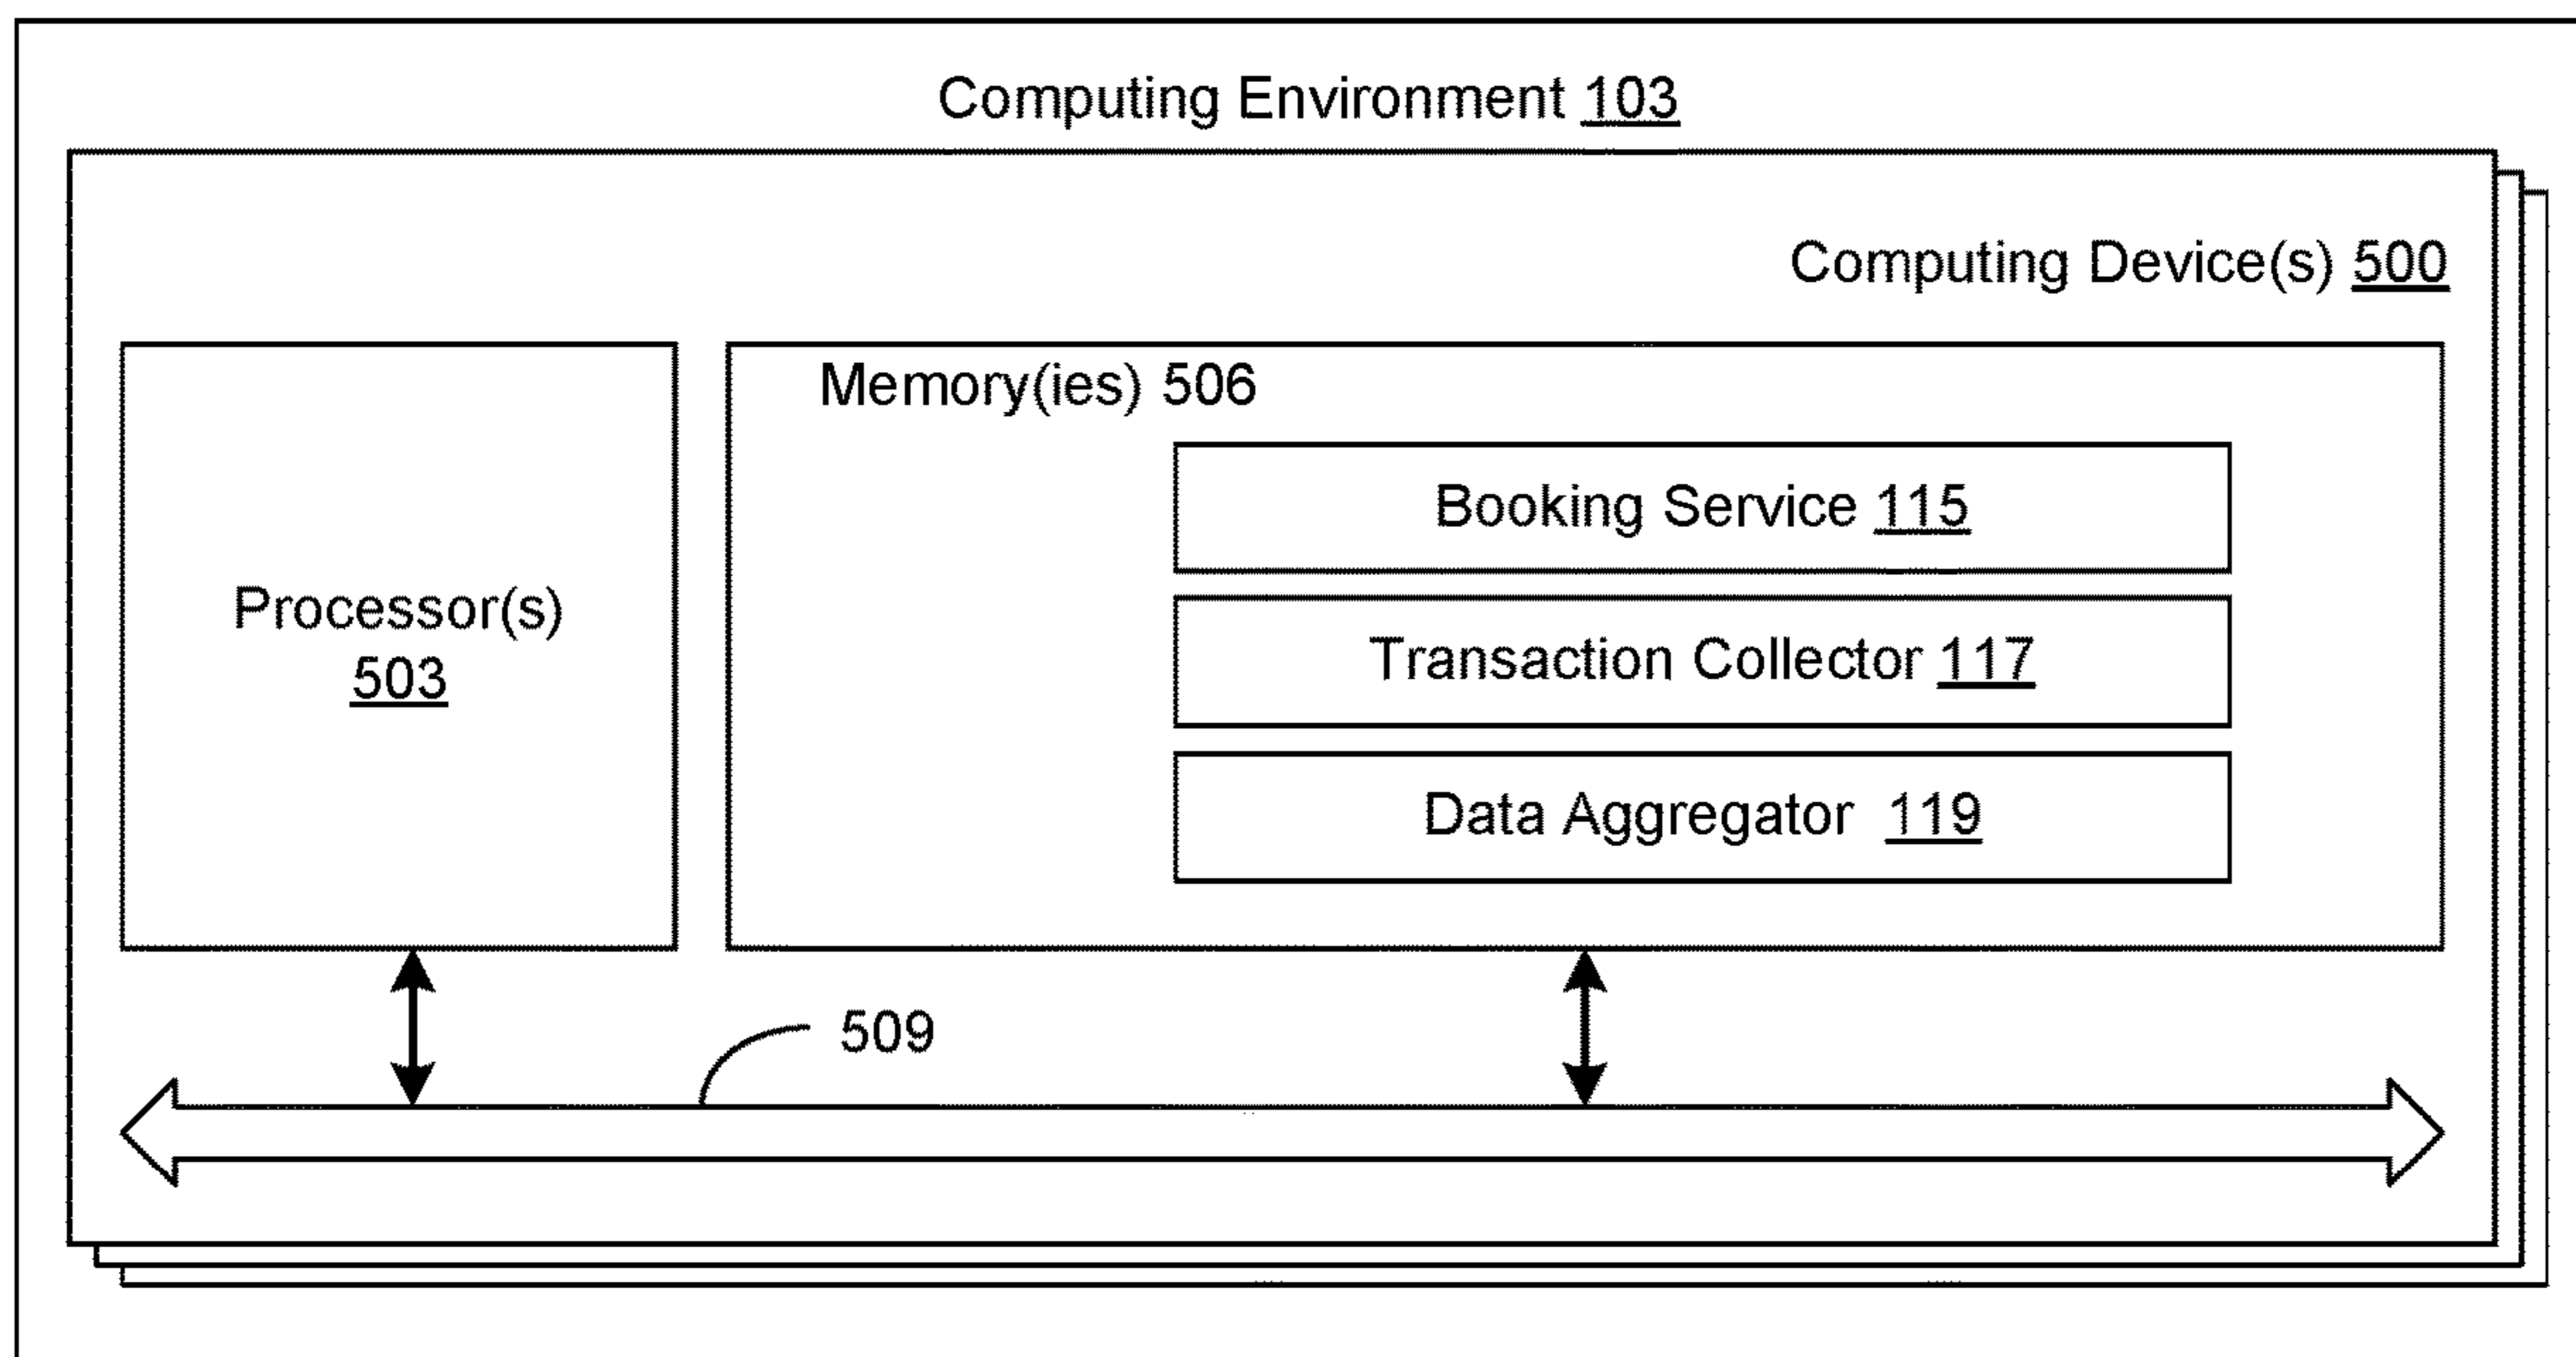 Computing Environment 103
Computing Device(s) 500
Memory(ies) 506
Booking Service 115
Processor(s)
503
Transaction Collector 117
Data Aggregator 119
509